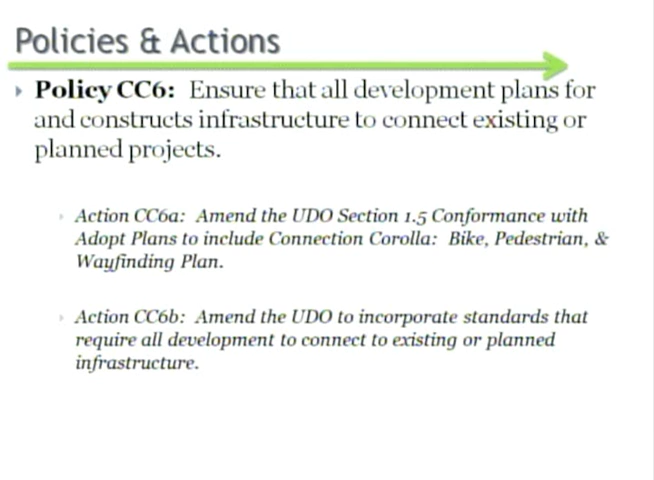 Policies & Actions
Policy CC6: Ensure that all development plans for
and constructs infrastructure to connect existing or
planned projects.
Action CC6a: Amend the UDO Section 1.5 Conformance with
Adopt Plans to include Connection Corolla: Bike, Pedestrian, &
Wayfinding Plan.
Action CC6b: Amend the UDO to incorporate standards that
require all development to connect to existing or planned
infrastructure.